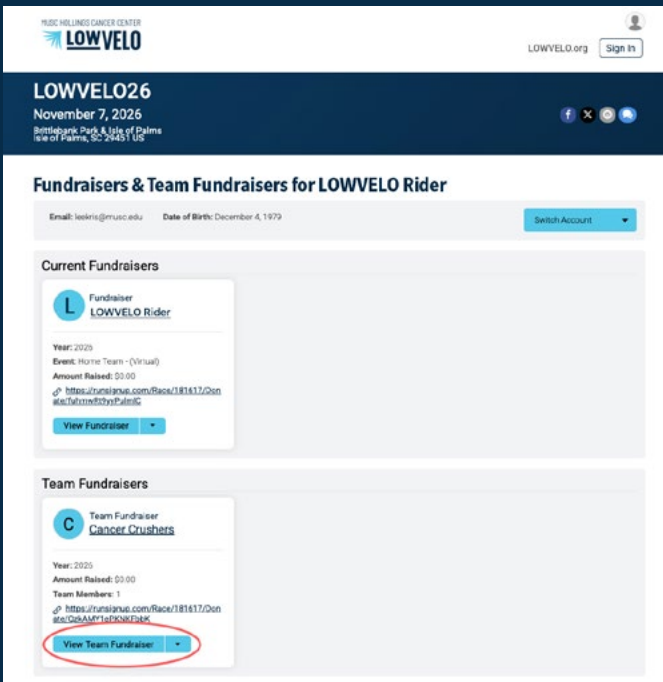 MUSC HOLLINGS CANCER CENTER
LOWVELO
LOWVELO.org
Sign In
LOWVELO26
November 7, 2026
Brittlebank Park & Isle of Palms
Isle of Palms, SC 29451 US
Fundraisers & Team Fundraisers for LOWVELO Rider
Email: leekris@musc.edu Date of Birth: December 4, 1979
Switch Account
Current Fundraisers
L
Fundraiser
LOWVELO Rider
Year: 2026
Event: Home Team - (Virtual)
Amount Raised: $0.00
https://runsignup.com/Race/181617/Don
View Fundraiser
Team Fundraisers
C
Team Fundraiser
Cancer Crushers
Year: 2026
Amount Raised: $0.00
Team Members: 1
https://runsignup.com/Race/181617/Don
View Team Fundraiser